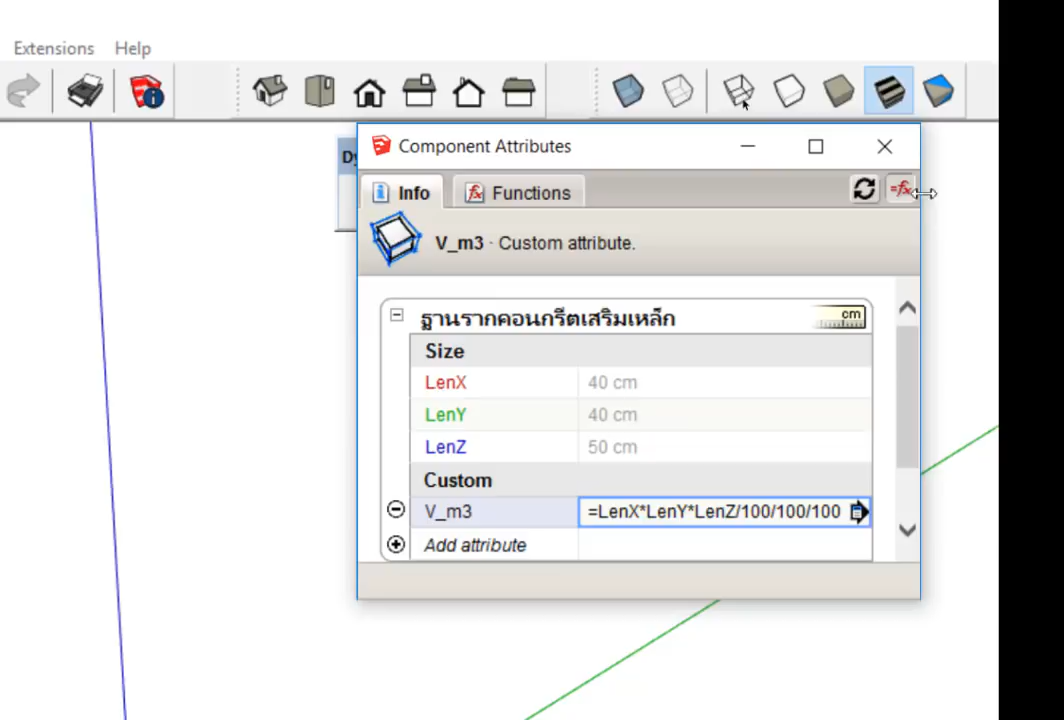 Extensions Help
Dy
Component Attributes
Info Functions =fx
V_m3 · Custom attribute.
ฐานรากคอนกรีตเสริมเหล็ก cm
Size
LenX 40 cm
LenY 40 cm
LenZ 50 cm
Custom
V_m3 =LenX*LenY*LenZ/100/100/100
Add attribute